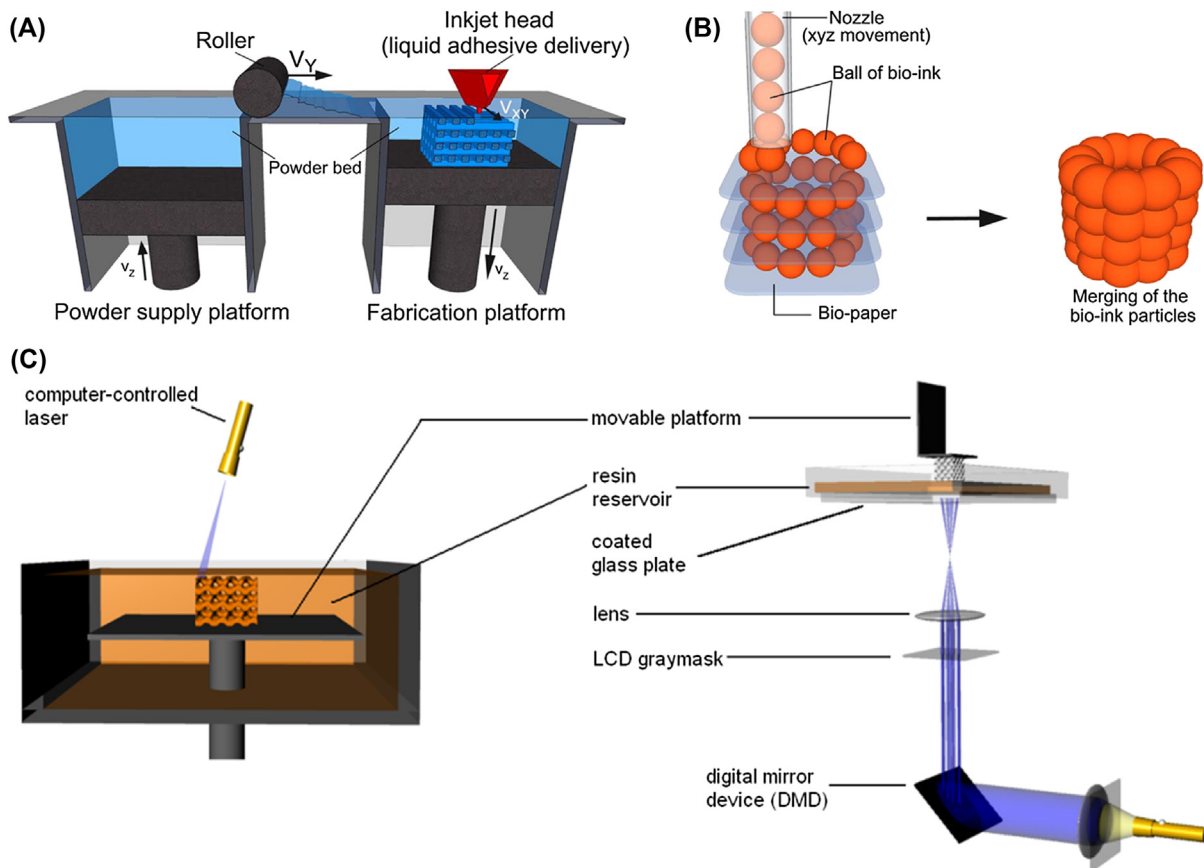 (A)
Inkjet head
(liquid adhesive delivery)
Roller
VY
VXY
Powder bed
vz
vz
Powder supply platform
Fabrication platform
(B)
Nozzle
(xyz movement)
Ball of bio-ink
Bio-paper
Merging of the
bio-ink particles
(C)
computer-controlled
laser
movable platform
resin
reservoir
coated
glass plate
lens
LCD graymask
digital mirror
device (DMD)